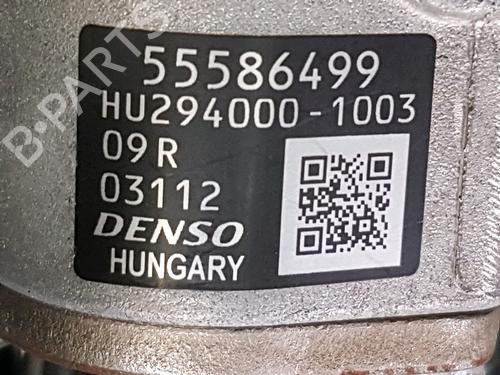 B-PARTS
55586499
HU294000-1003
09R
03112
DENSO
HUNGARY